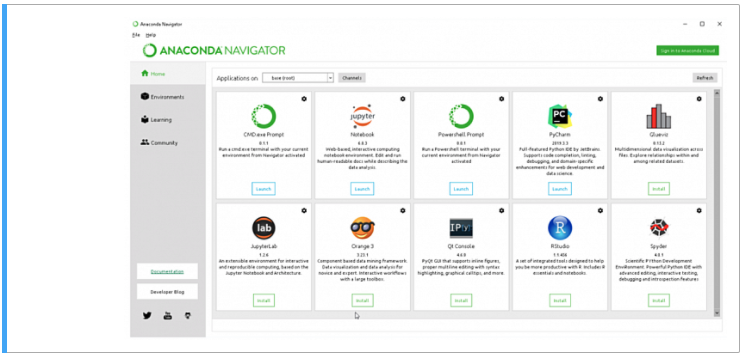 Anaconda Navigator
File Help
ANACONDA NAVIGATOR
Sign in to Anaconda Cloud
Home
Applications on base (root) Channels
Refresh
Environments
Learning
Community
CMD.exe Prompt
0.1.1
Run a cmd.exe terminal with your current
environment from Navigator
activated
Launch
jupyter
Notebook
6.0.3
Web-based, interactive computing
notebook environment. Edit and run
human-readable docs while describing the
data analysis.
Launch
Powershell Prompt
0.0.1
Run a Powershell terminal with your
current environment from Navigator
activated
Launch
PC
PyCharm
2019.3.3
Full-featured Python IDE by JetBrains.
Supports code completion, linting,
debugging, and domain-specific
enhancements for web development and
data science.
Launch
Glueviz
0.15.2
Multidimensional data visualization across
files. Explore relationships within and
among related datasets.
Install
lab
JupyterLab
1.2.6
An extensible environment for interactive
and reproducible computing, based on the
Jupyter Notebook and Architecture.
Install
Orange 3
3.23.1
Component based data mining framework.
Data visualization and data analysis for
novice and expert. Interactive workflows
with a large toolbox.
Install
IP[y]:
Qt Console
4.6.0
PyQt GUI that supports inline figures,
proper multiline editing with syntax
highlighting, graphical calltips, and more.
Install
R
RStudio
1.1.456
A set of integrated tools designed to help
you be more productive with R. Includes R
essentials and notebooks.
Install
Spyder
4.0.1
Scientific PYthon Development
EnviRonment. Powerful Python IDE with
advanced editing, interactive testing,
debugging and introspection features
Install
Documentation
Developer Blog